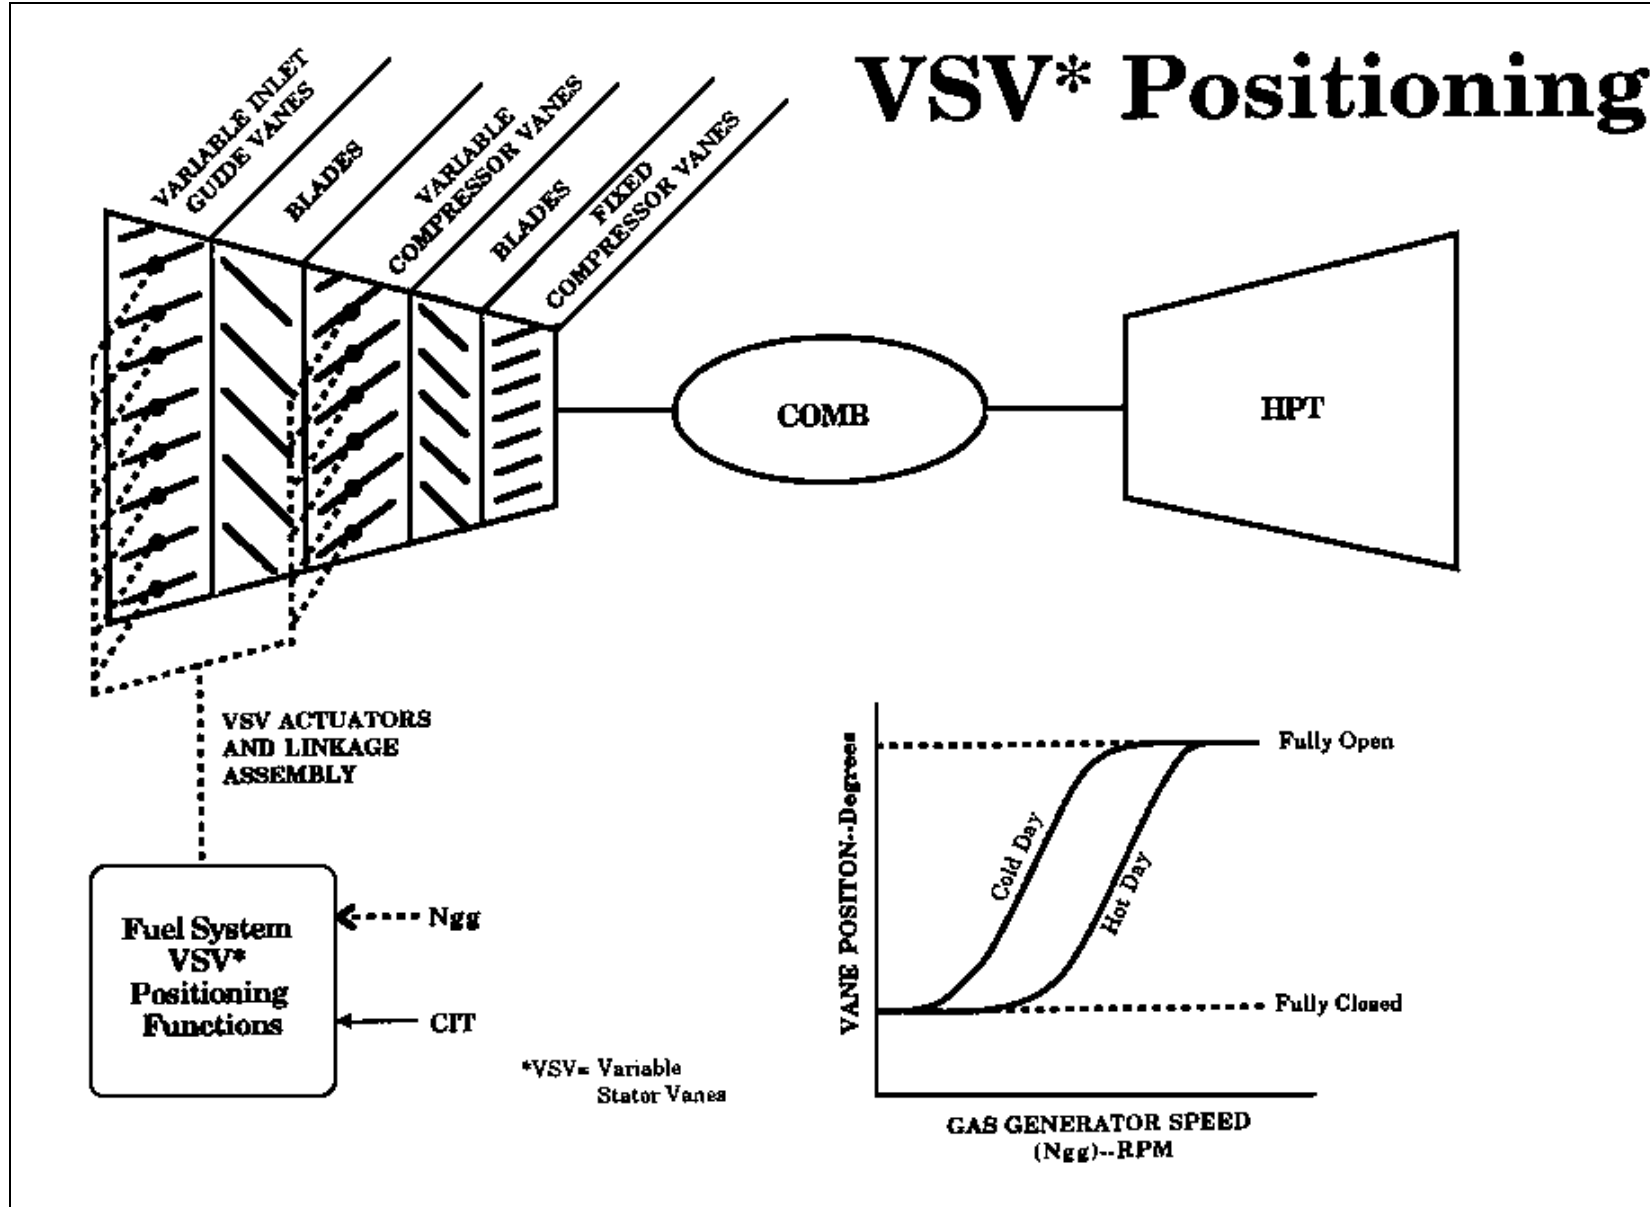 VSV* Positioning
VARIABLE INLET
GUIDE VANES
BLADES
VARIABLE
COMPRESSOR VANES
BLADES
FIXED
COMPRESSOR VANES
COMB
HPT
VSV ACTUATORS
AND LINKAGE
ASSEMBLY
Fuel System
VSV*
Positioning
Functions
Ngg
CIT
*VSV= Variable
Stator Vanes
VANE POSITON--Degrees
Fully Open
Cold Day
Hot Day
Fully Closed
GAS GENERATOR SPEED
(Ngg)--RPM